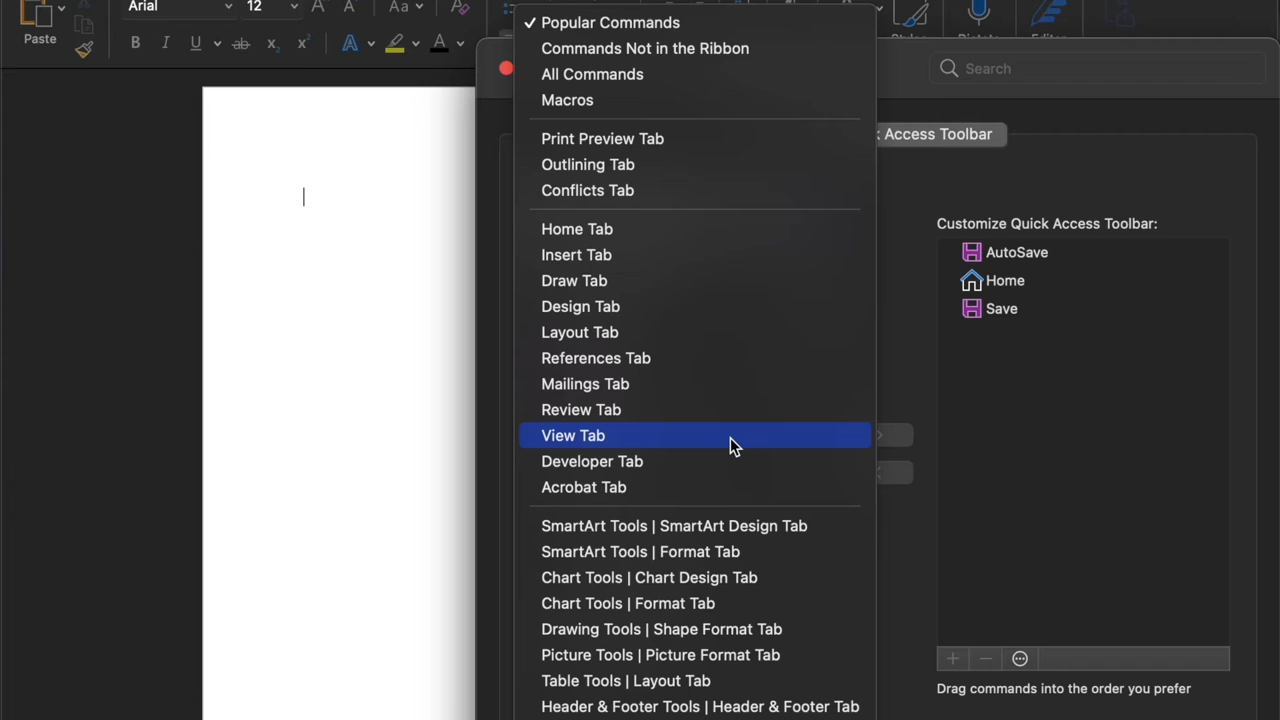 Arial
12
Aa
Paste
B I U ab x₂ x² A A
Popular Commands
Commands Not in the Ribbon
All Commands
Macros
Print Preview Tab
Outlining Tab
Conflicts Tab
Home Tab
Insert Tab
Draw Tab
Design Tab
Layout Tab
References Tab
Mailings Tab
Review Tab
View Tab
Developer Tab
Acrobat Tab
SmartArt Tools | SmartArt Design Tab
SmartArt Tools | Format Tab
Chart Tools | Chart Design Tab
Chart Tools | Format Tab
Drawing Tools | Shape Format Tab
Picture Tools | Picture Format Tab
Table Tools | Layout Tab
Header & Footer Tools | Header & Footer Tab
Search
Access Toolbar
Customize Quick Access Toolbar:
AutoSave
Home
Save
Drag commands into the order you prefer